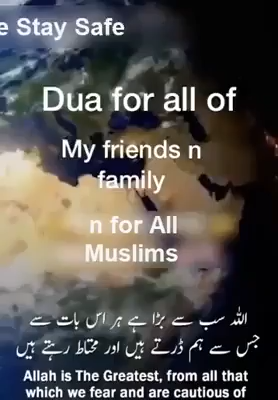 e Stay Safe
Dua for all of
My friends n
family
n for All
Muslims
اللہ سب سے بڑا ہے ہر اس بات سے
جس سے ہم ڈرتے ہیں اور محتاط رہتے ہیں
Allah is The Greatest, from all that
which we fear and are cautious of